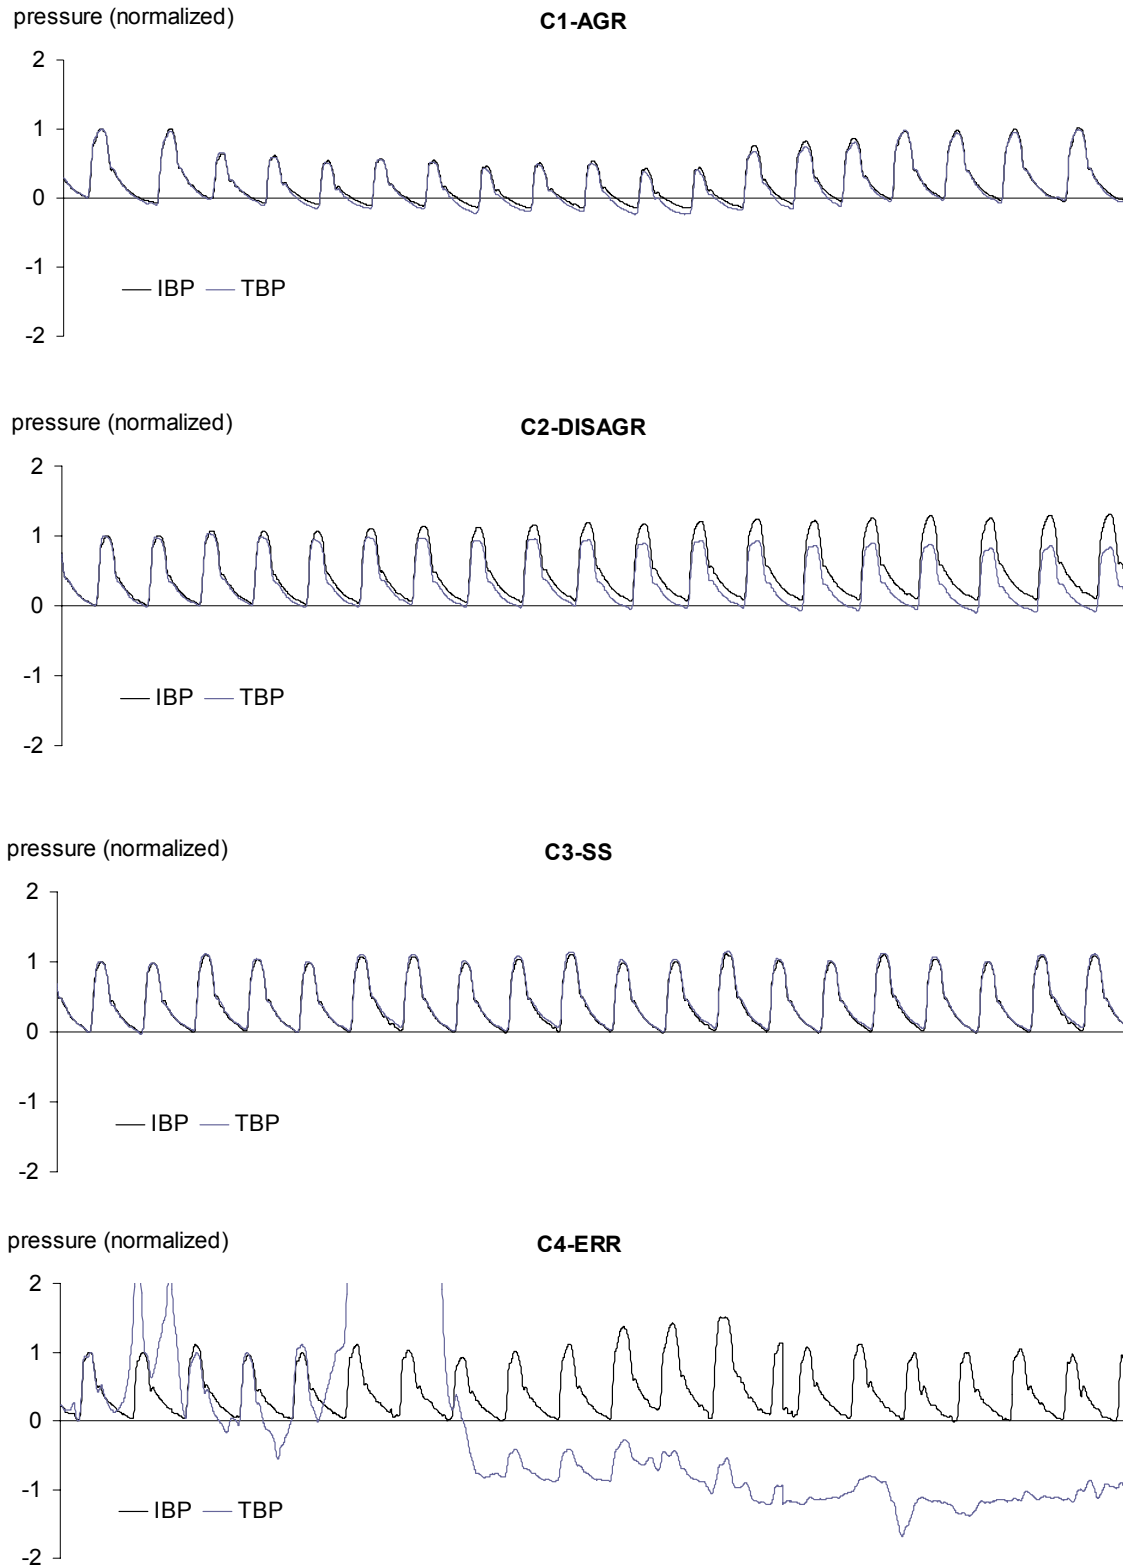 pressure (normalized)
C1-AGR
2
1
0
-1
IBP TBP
-2
pressure (normalized)
C2-DISAGR
2
1
0
-1
IBP TBP
-2
pressure (normalized)
C3-SS
2
1
0
-1
IBP TBP
-2
pressure (normalized)
C4-ERR
2
1
0
-1
IBP TBP
-2